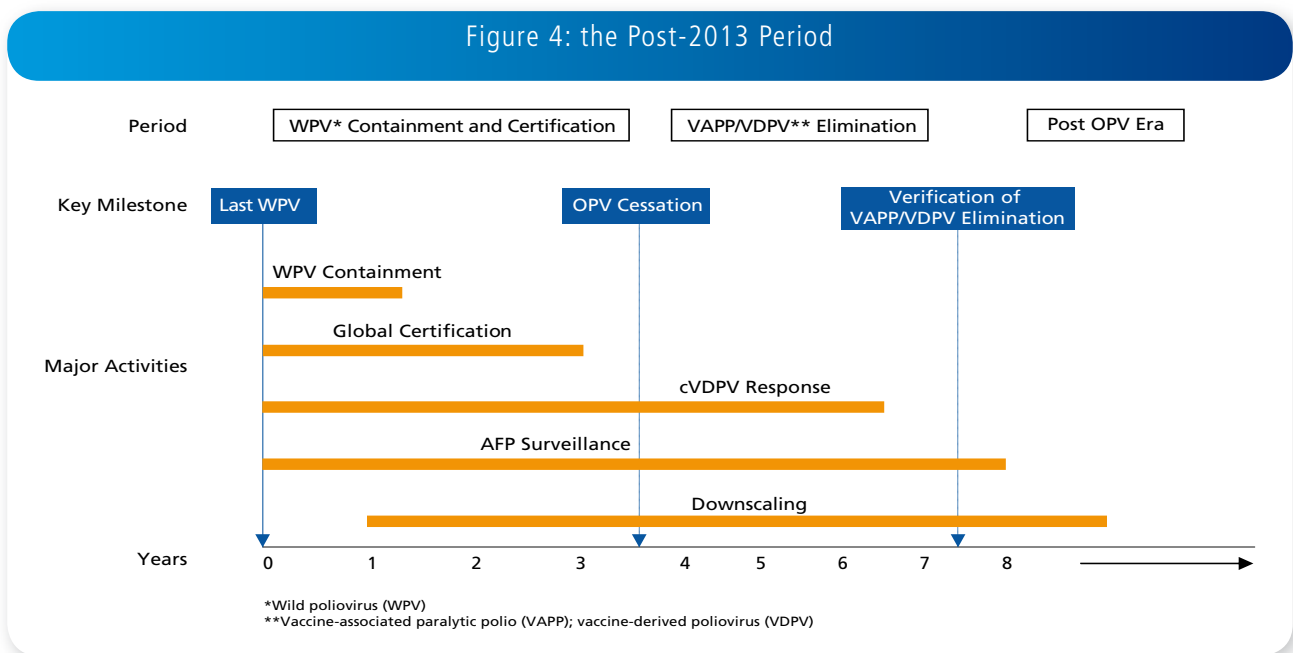 Figure 4: the Post-2013 Period
Period
WPV* Containment and Certification
VAPP/VDPV** Elimination
Post OPV Era
Key Milestone
Last WPV
OPV Cessation
Verification of
VAPP/VDPV Elimination
WPV Containment
Global Certification
Major Activities
cVDPV Response
AFP Surveillance
Downscaling
Years
0 1 2 3 4 5 6 7 8
*Wild poliovirus (WPV)
**Vaccine-associated paralytic polio (VAPP); vaccine-derived poliovirus (VDPV)